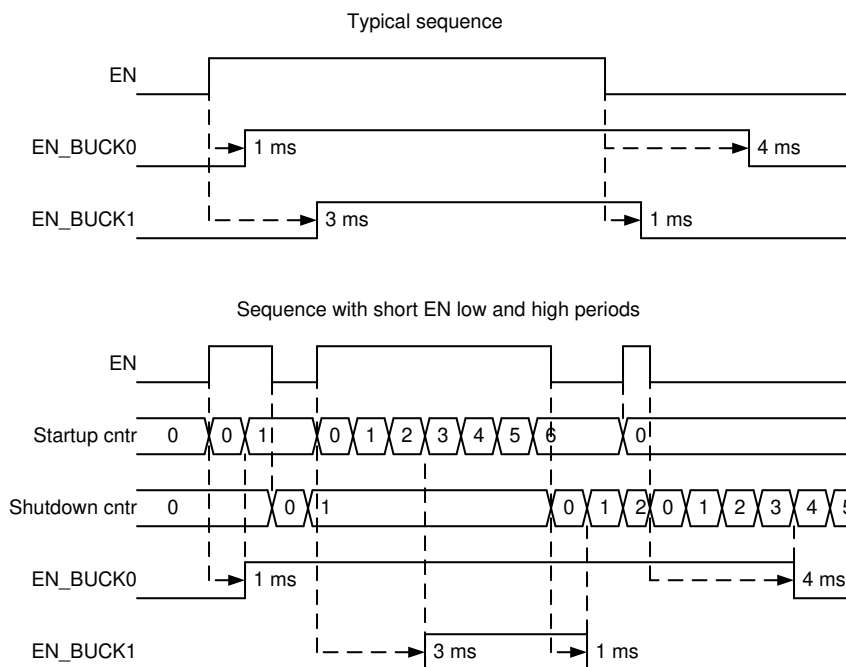 Typical sequence
EN
EN_BUCK0 1 ms 4 ms
EN_BUCK1 3 ms 1 ms
Sequence with short EN low and high periods
EN
Startup cntr 0 0 1 0 1 2 3 4 5 6 0
Shutdown cntr 0 0 1 0 1 2 0 1 2 3 4 5
EN_BUCK0 1 ms 4 ms
EN_BUCK1 3 ms 1 ms